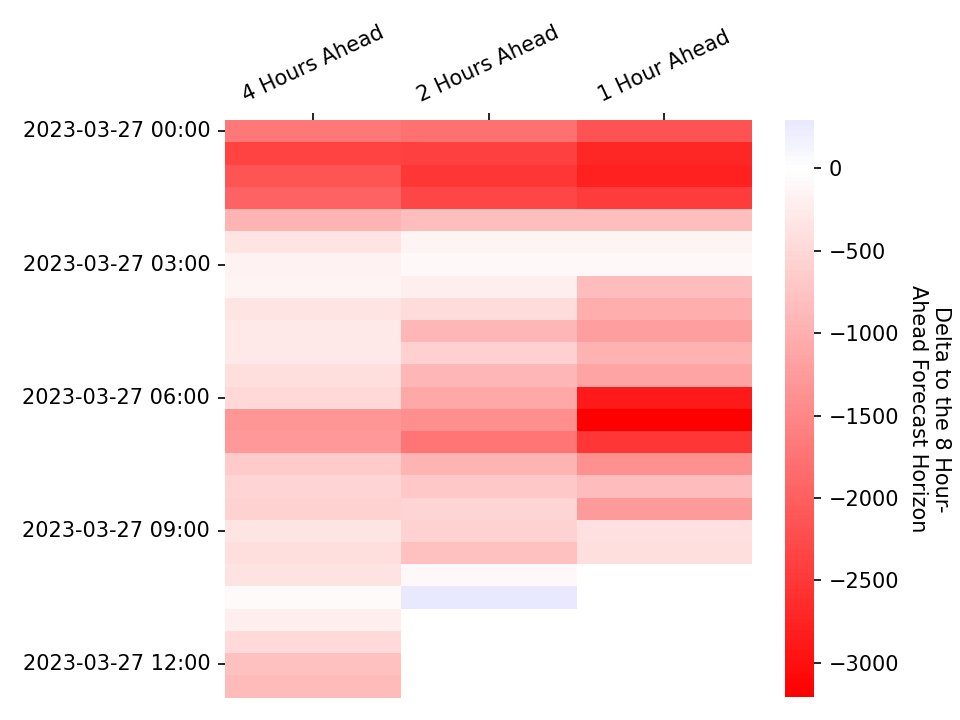 4 Hours Ahead
2 Hours Ahead
1 Hour Ahead
2023-03-27 00:00
2023-03-27 03:00
2023-03-27 06:00
2023-03-27 09:00
2023-03-27 12:00
0
−500
−1000
−1500
−2000
−2500
−3000
Delta to the 8 Hour-
Ahead Forecast Horizon